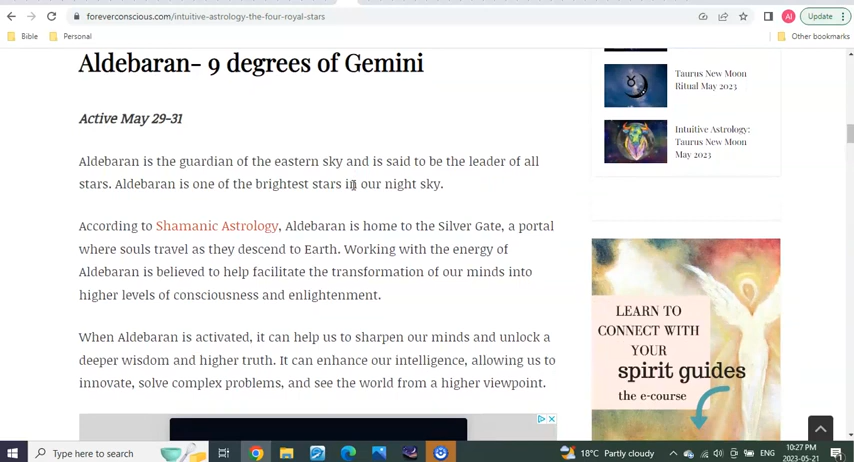 foreverconscious.com/intuitive-astrology-the-four-royal-stars
AI
Update
Bible
Personal
Other bookmarks
Aldebaran- 9 degrees of Gemini
Active May 29-31
Aldebaran is the guardian of the eastern sky and is said to be the leader of all
stars. Aldebaran is one of the brightest stars in our night sky.
According to Shamanic Astrology, Aldebaran is home to the Silver Gate, a portal
where souls travel as they descend to Earth. Working with the energy of
Aldebaran is believed to help facilitate the transformation of our minds into
higher levels of consciousness and enlightenment.
When Aldebaran is activated, it can help us to sharpen our minds and unlock a
deeper wisdom and higher truth. It can enhance our intelligence, allowing us to
innovate, solve complex problems, and see the world from a higher viewpoint.
Taurus New Moon
Ritual May 2023
Intuitive Astrology:
Taurus New Moon
May 2023
LEARN TO
CONNECT WITH
YOUR
spirit guides
the e-course
Type here to search
18°C Partly cloudy
ENG
10:27 PM
2023-05-21